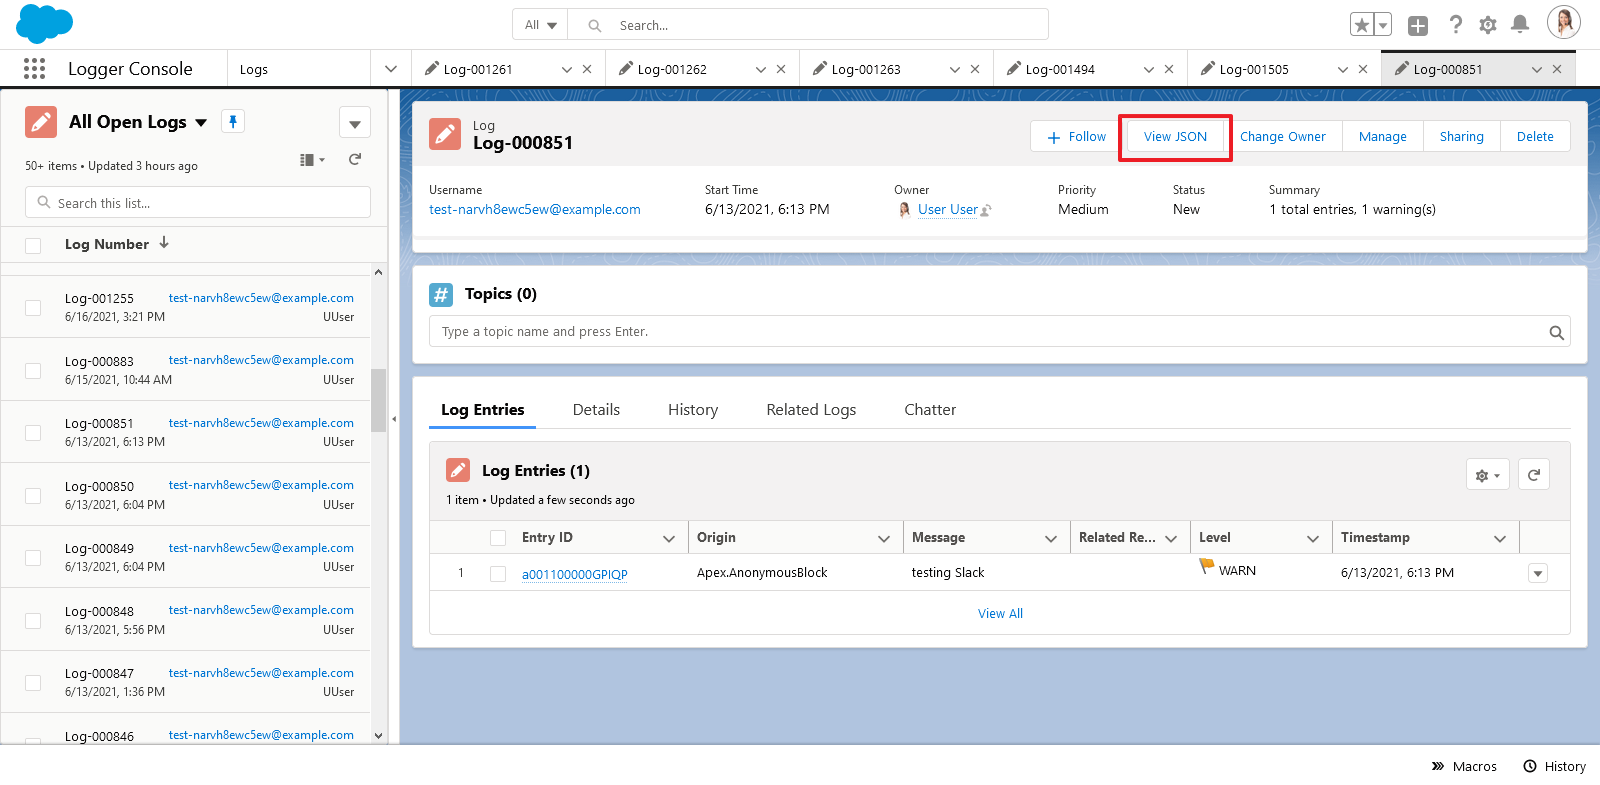 All
Search...
Logger Console
Logs
Log-001261
Log-001262
Log-001263
Log-001494
Log-001505
Log-000851
All Open Logs
50+ items • Updated 3 hours ago
Search this list...
Log Number
Log-001255 test-narvh8ewc5ew@example.com
6/16/2021, 3:21 PM UUser
Log-000883 test-narvh8ewc5ew@example.com
6/15/2021, 10:44 AM UUser
Log-000851 test-narvh8ewc5ew@example.com
6/13/2021, 6:13 PM UUser
Log-000850 test-narvh8ewc5ew@example.com
6/13/2021, 6:04 PM UUser
Log-000849 test-narvh8ewc5ew@example.com
6/13/2021, 6:04 PM UUser
Log-000848 test-narvh8ewc5ew@example.com
6/13/2021, 5:56 PM UUser
Log-000847 test-narvh8ewc5ew@example.com
6/13/2021, 1:36 PM UUser
Log-000846 test-narvh8ewc5ew@example.com
Log
Log-000851
Follow
View JSON
Change Owner
Manage
Sharing
Delete
Username Start Time Owner Priority Status Summary
test-narvh8ewc5ew@example.com 6/13/2021, 6:13 PM User User Medium New 1 total entries, 1 warning(s)
Topics (0)
Type a topic name and press Enter.
Log Entries Details History Related Logs Chatter
Log Entries (1)
1 item • Updated a few seconds ago
Entry ID Origin Message Related Re... Level Timestamp
1 a001100000GPIQP Apex.AnonymousBlock testing Slack WARN 6/13/2021, 6:13 PM
View All
Macros History